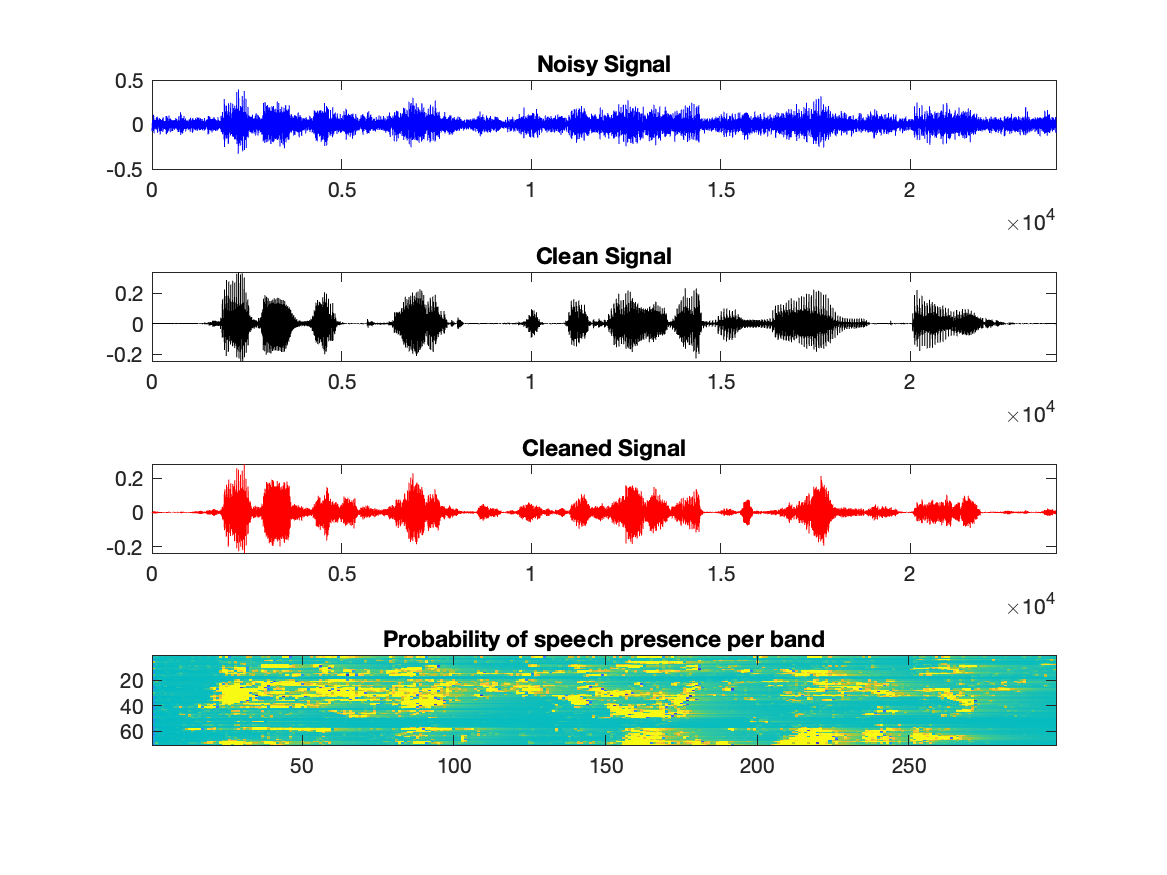 Noisy Signal
0.5
0
-0.5
0 0.5 1 1.5 2
×10^4
Clean Signal
0.2
0
-0.2
0 0.5 1 1.5 2
×10^4
Cleaned Signal
0.2
0
-0.2
0 0.5 1 1.5 2
×10^4
Probability of speech presence per band
20
40
60
50 100 150 200 250